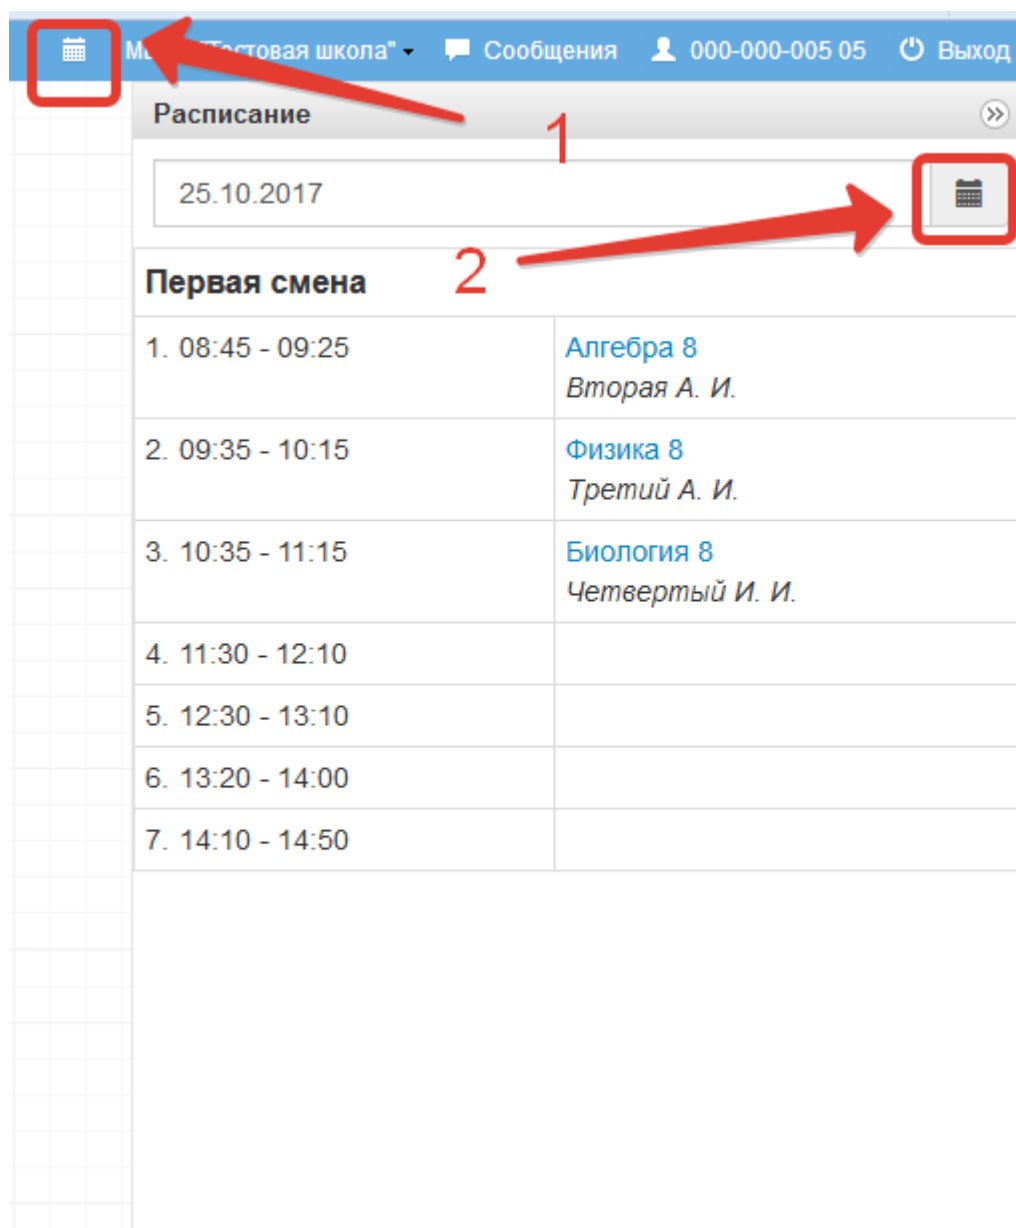 "Тестовая школа" Сообщения 000-000-005 05 Выход
Расписание
1
25.10.2017
2
Первая смена
1. 08:45 - 09:25 Алгебра 8
Вторая А. И.
2. 09:35 - 10:15 Физика 8
Третий А. И.
3. 10:35 - 11:15 Биология 8
Четвертый И. И.
4. 11:30 - 12:10
5. 12:30 - 13:10
6. 13:20 - 14:00
7. 14:10 - 14:50